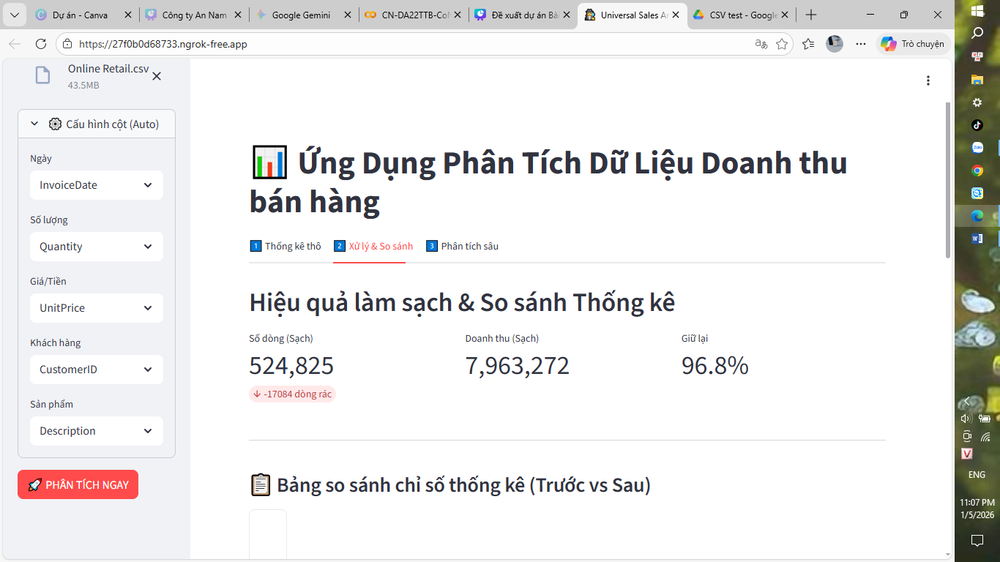 Dự án - Canva
Công ty An Nam
Google Gemini
CN-DA22TTB-CoN
Đề xuất dự án Bă
Universal Sales Ar
CSV test - Google
https://27f0b0d68733.ngrok-free.app
Trò chuyện
Online Retail.csv
43.5MB
Cấu hình cột (Auto)
Ngày
InvoiceDate
Số lượng
Quantity
Giá/Tiền
UnitPrice
Khách hàng
CustomerID
Sản phẩm
Description
PHÂN TÍCH NGAY
Ứng Dụng Phân Tích Dữ Liệu Doanh thu
bán hàng
1 Thống kê thô
2 Xử lý & So sánh
3 Phân tích sâu
Hiệu quả làm sạch & So sánh Thống kê
Số dòng (Sạch)
524,825
↓ -17084 dòng rác
Doanh thu (Sạch)
7,963,272
Giữ lại
96.8%
Bảng so sánh chỉ số thống kê (Trước vs Sau)
Zalo
V
ENG
11:07 PM
1/5/2026